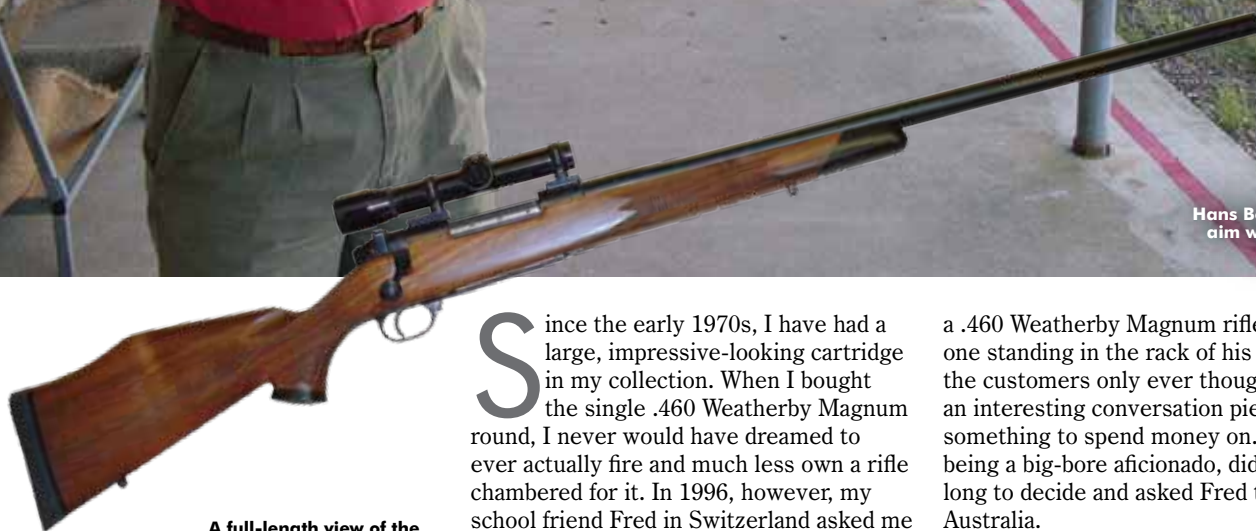 Hans B
aim w
A full-length view of the
Since the early 1970s, I have had a
large, impressive-looking cartridge
in my collection. When I bought
the single .460 Weatherby Magnum
round, I never would have dreamed to
ever actually fire and much less own a rifle
chambered for it. In 1996, however, my
school friend Fred in Switzerland asked me
a .460 Weatherby Magnum rifle
one standing in the rack of his
the customers only ever though
an interesting conversation pie
something to spend money on.
being a big-bore aficionado, did
long to decide and asked Fred t
Australia.